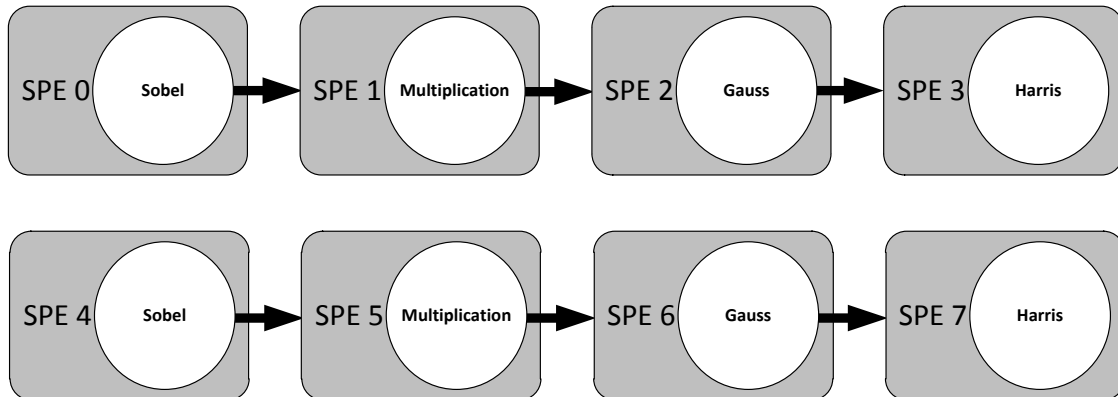 SPE 0 Sobel SPE 1 Multiplication SPE 2 Gauss SPE 3 Harris
SPE 4 Sobel SPE 5 Multiplication SPE 6 Gauss SPE 7 Harris